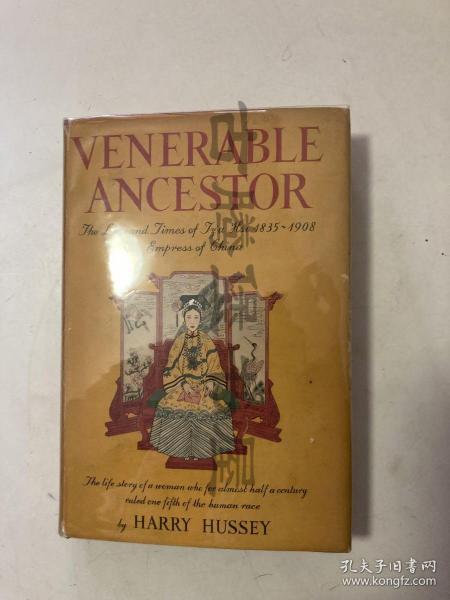 VENERABLE
ANCESTOR
The Life and Times of Tz'u Hsi 1835~1908
Empress of China
The life story of a woman who for almost half a century
ruled one fifth of the human race
by HARRY HUSSEY
孔夫子旧书网
www.kongfz.com